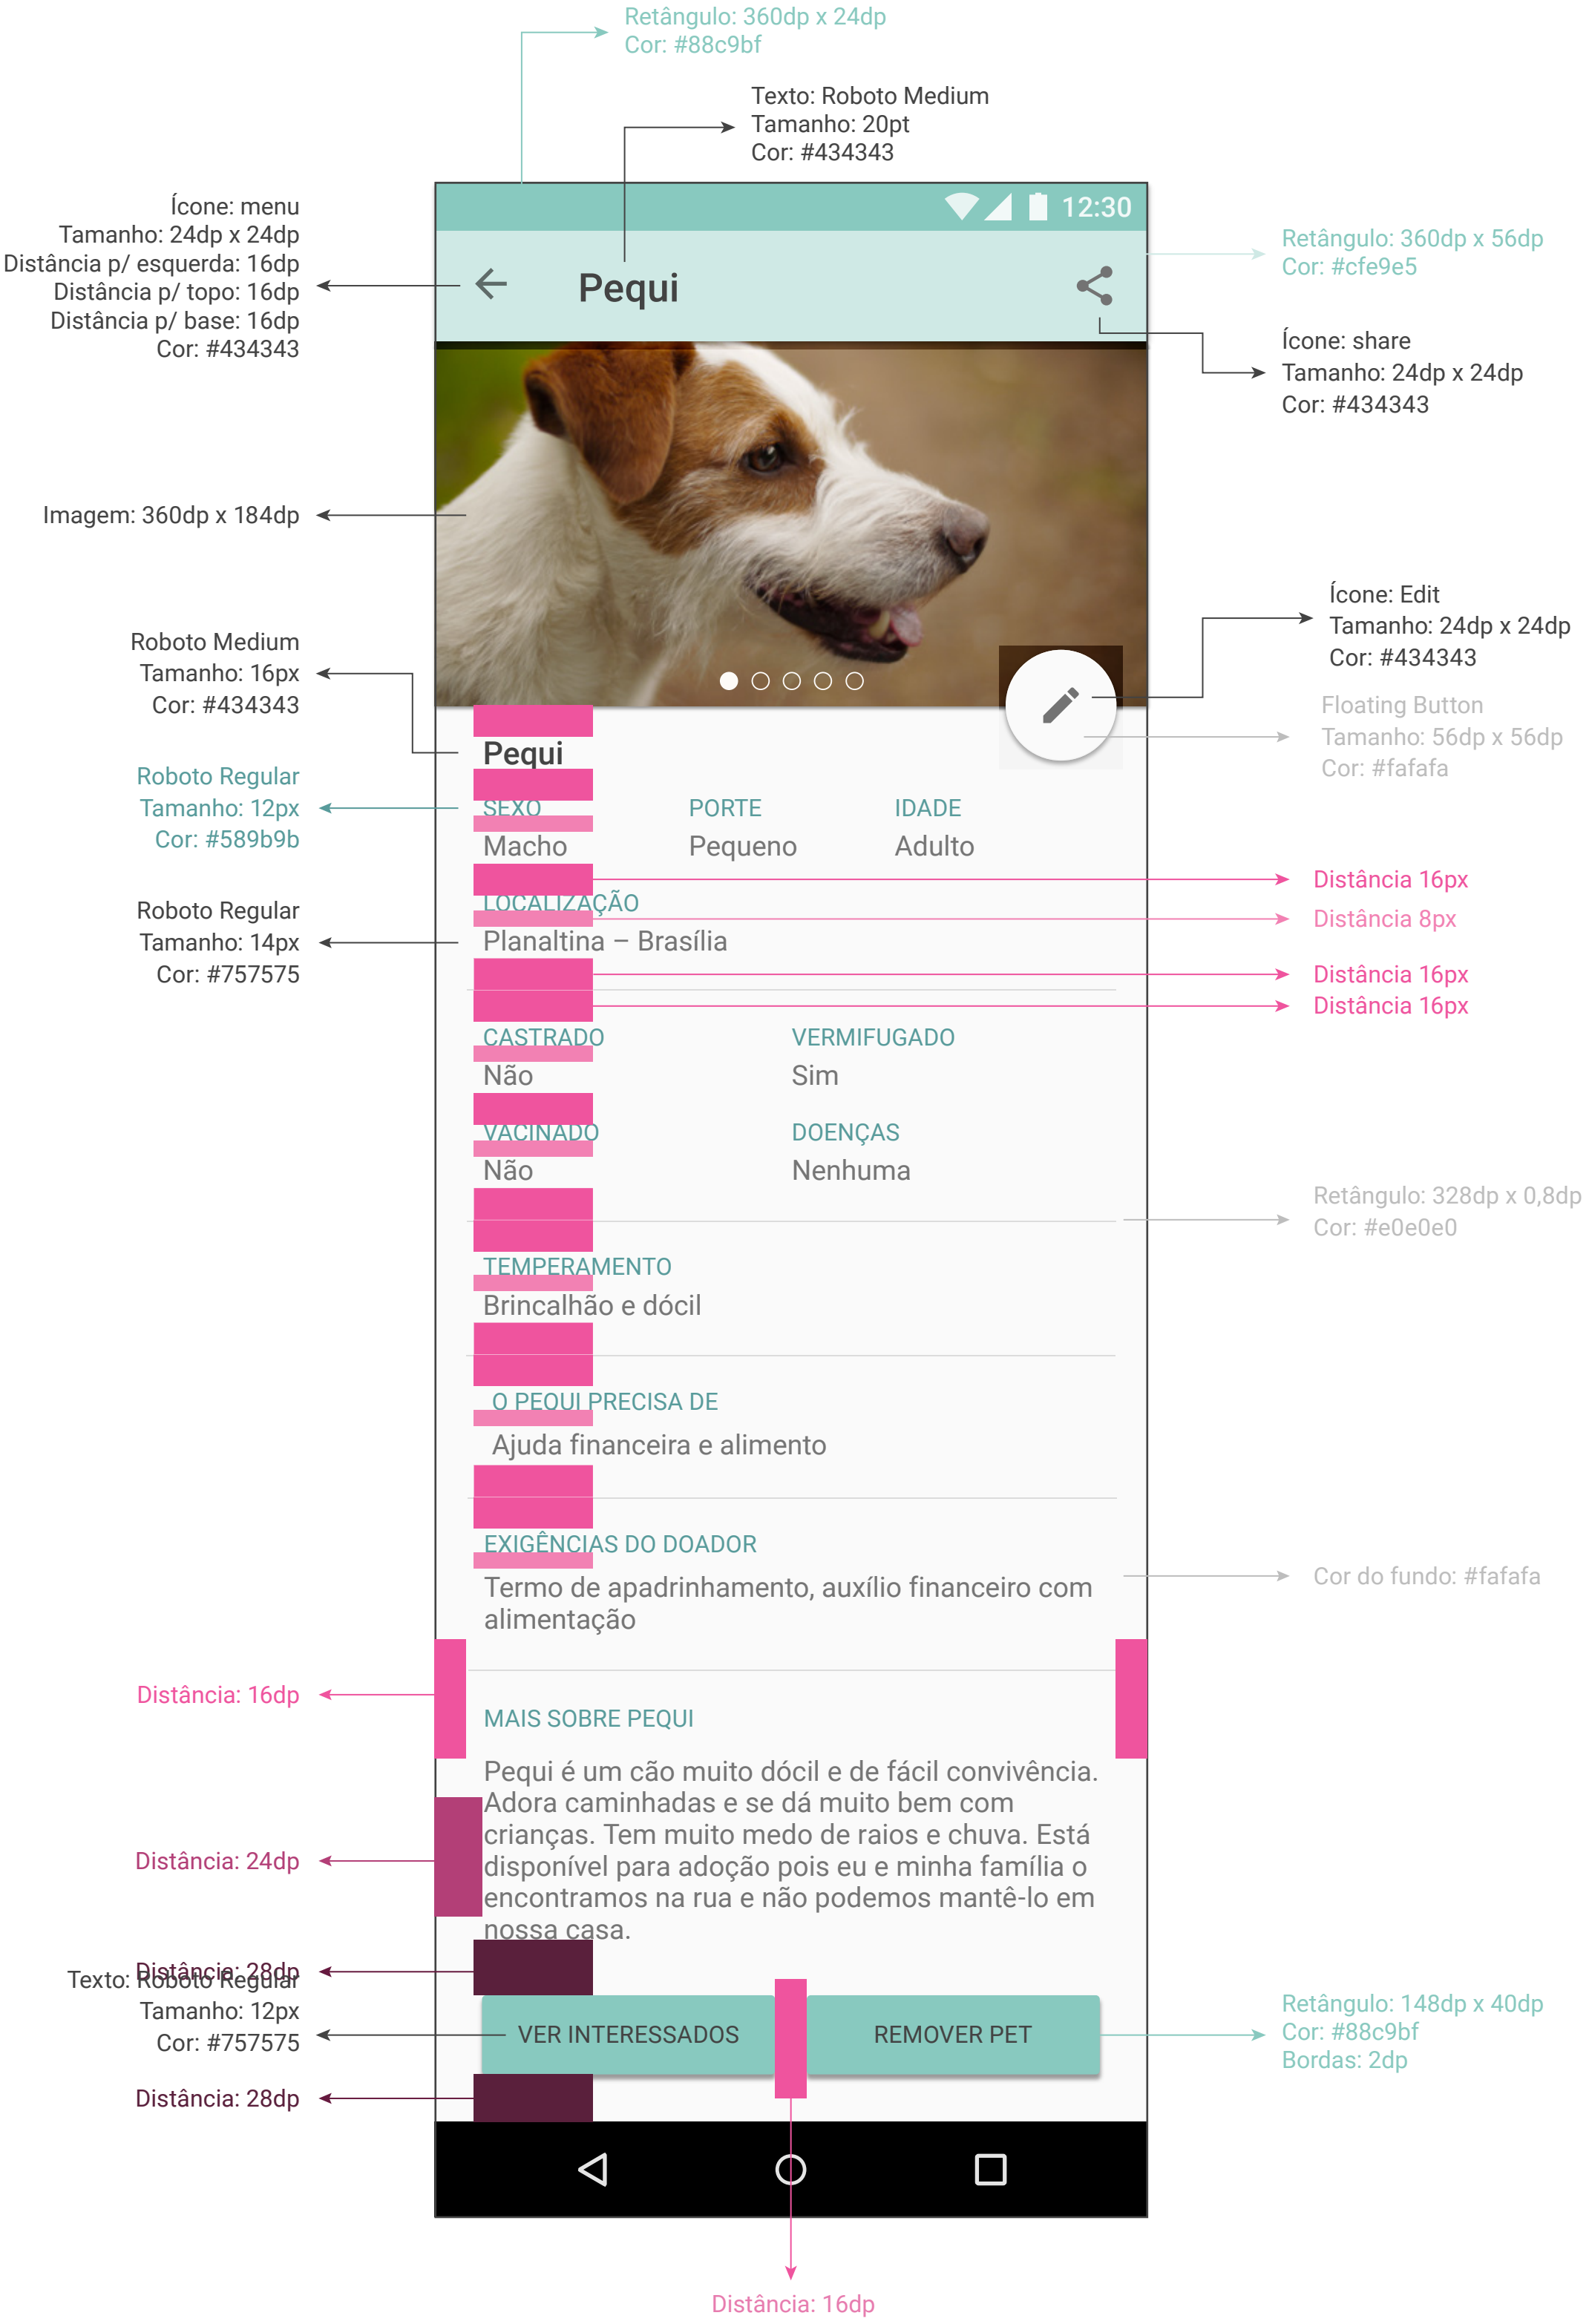 Retângulo: 360dp x 24dp
Cor: #88c9bf
Texto: Roboto Medium
Tamanho: 20pt
Cor: #434343
Ícone: menu
Tamanho: 24dp x 24dp
Distância p/ esquerda: 16dp
Distância p/ topo: 16dp
Distância p/ base: 16dp
Cor: #434343
12:30
Pequi
Retângulo: 360dp x 56dp
Cor: #cfe9e5
Ícone: share
Tamanho: 24dp x 24dp
Cor: #434343
Imagem: 360dp x 184dp
Ícone: Edit
Tamanho: 24dp x 24dp
Cor: #434343
Roboto Medium
Tamanho: 16px
Cor: #434343
Floating Button
Tamanho: 56dp x 56dp
Cor: #fafafa
Pequi
Roboto Regular
Tamanho: 12px
Cor: #589b9b
SEXO PORTE IDADE
Macho Pequeno Adulto
Distância 16px
LOCALIZAÇÃO
Distância 8px
Planaltina – Brasília
Roboto Regular
Tamanho: 14px
Cor: #757575
Distância 16px
Distância 16px
CASTRADO VERMIFUGADO
Não Sim
VACINADO DOENÇAS
Não Nenhuma
Retângulo: 328dp x 0,8dp
Cor: #e0e0e0
TEMPERAMENTO
Brincalhão e dócil
O PEQUI PRECISA DE
Ajuda financeira e alimento
EXIGÊNCIAS DO DOADOR
Termo de apadrinhamento, auxílio financeiro com
alimentação
Cor do fundo: #fafafa
Distância: 16dp
MAIS SOBRE PEQUI
Pequi é um cão muito dócil e de fácil convivência.
Adora caminhadas e se dá muito bem com
crianças. Tem muito medo de raios e chuva. Está
disponível para adoção pois eu e minha família o
encontramos na rua e não podemos mantê-lo em
nossa casa.
Distância: 24dp
Distância: 28dp
Texto: Roboto Regular
Tamanho: 12px
Cor: #757575
VER INTERESSADOS REMOVER PET
Retângulo: 148dp x 40dp
Cor: #88c9bf
Bordas: 2dp
Distância: 28dp
Distância: 16dp